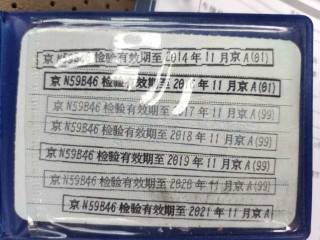 京 N59B46 检验有效期至 2014 年 11 月京 A(01)
京 N59B46 检验有效期至 2016 年 11 月京 A(01)
京 N59B46 检验有效期至 2017 年 11 月京 A(99)
京 N59B46 检验有效期至 2018 年 11 月京 A(99)
京 N59B46 检验有效期至 2019 年 11 月京 A(99)
京 N59B46 检验有效期至 2020 年 11 月京 A(99)
京 N59B46 检验有效期至 2021 年 11 月京 A